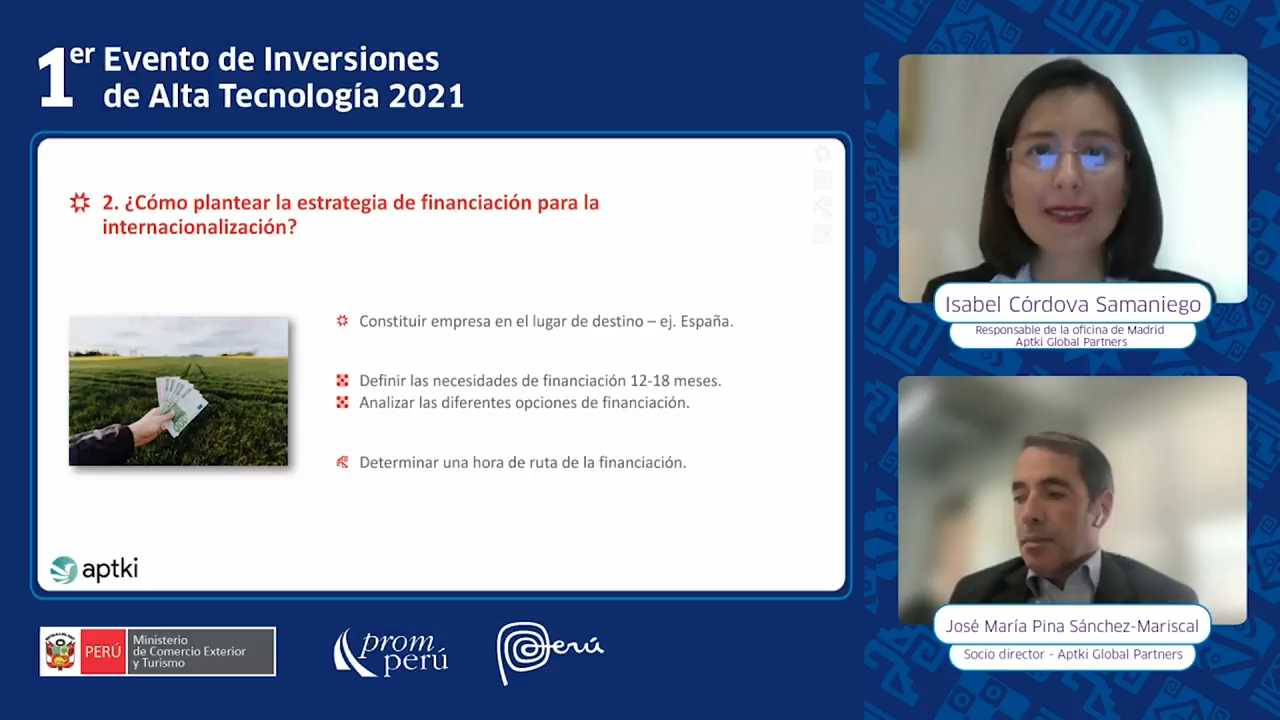 1er Evento de Inversiones
de Alta Tecnología 2021
2. ¿Cómo plantear la estrategia de financiación para la
internacionalización?
Constituir empresa en el lugar de destino – ej. España.
Definir las necesidades de financiación 12-18 meses.
Analizar las diferentes opciones de financiación.
Determinar una hora de ruta de la financiación.
aptki
PERÚ
Ministerio
de Comercio Exterior
y Turismo
prom
perú
Perú
Isabel Córdova Samaniego
Responsable de la oficina de Madrid
Aptki Global Partners
José María Pina Sánchez-Mariscal
Socio director - Aptki Global Partners